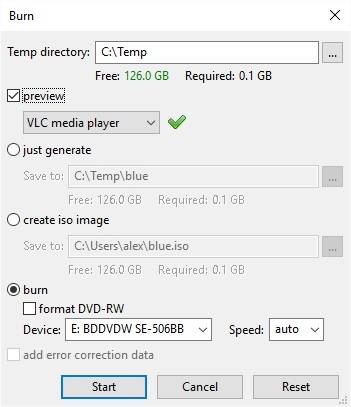 Burn
Temp directory: C:\Temp ...
Free: 126.0 GB Required: 0.1 GB
preview
VLC media player
just generate
Save to: C:\Temp\blue ...
Free: 126.0 GB Required: 0.1 GB
create iso image
Save to: C:\Users\alex\blue.iso ...
Free: 126.0 GB Required: 0.1 GB
burn
format DVD-RW
Device: E: BDDVDW SE-506BB Speed: auto
add error correction data
Start Cancel Reset